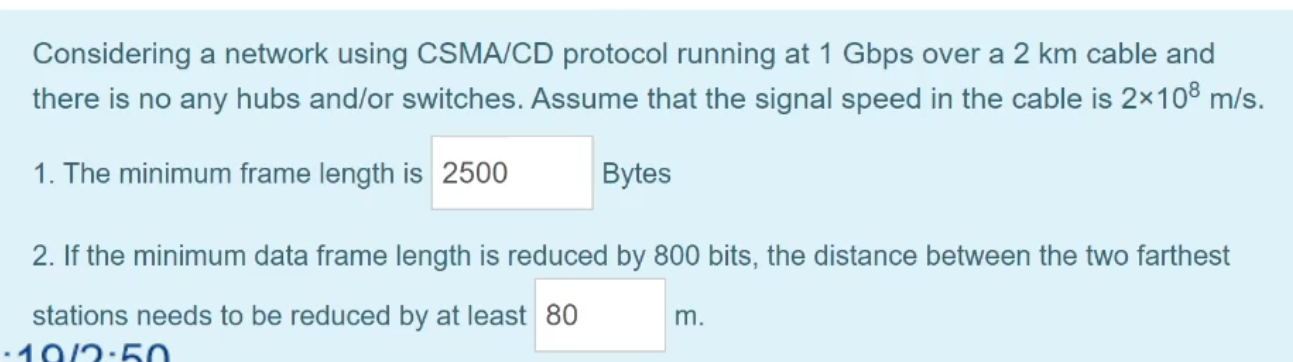 Considering a network using CSMA/CD protocol running at 1 Gbps over a 2 km cable and
there is no any hubs and/or switches. Assume that the signal speed in the cable is 2×10⁸ m/s.
1. The minimum frame length is 2500 Bytes
2. If the minimum data frame length is reduced by 800 bits, the distance between the two farthest
stations needs to be reduced by at least 80 m.
:19/2:50